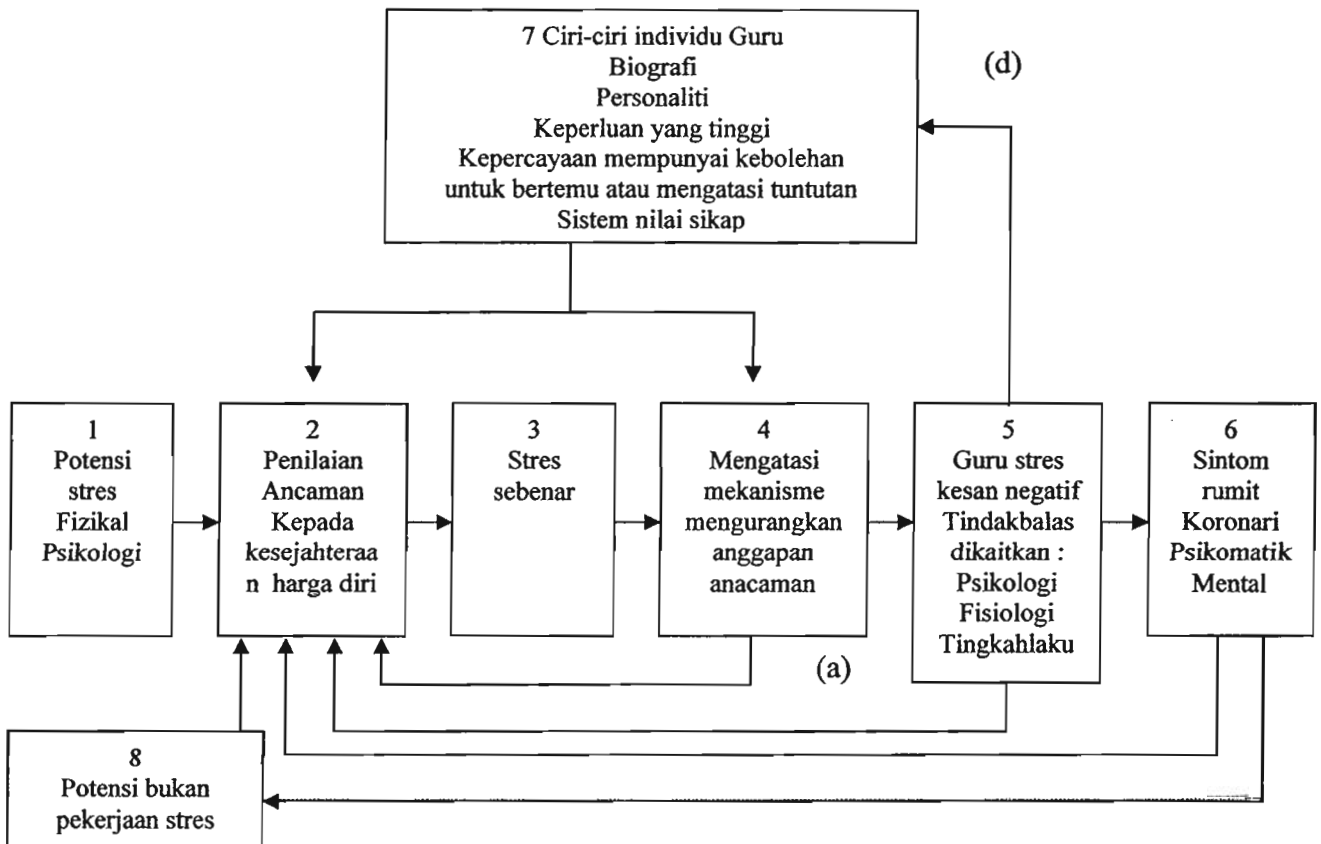 7 Ciri-ciri individu Guru
Biografi
Personaliti
Keperluan yang tinggi
Kepercayaan mempunyai kebolehan
untuk bertemu atau mengatasi tuntutan
Sistem nilai sikap
(d)
1
Potensi
stres
Fizikal
Psikologi
2
Penilaian
Ancaman
Kepada
kesejahteraa
n harga diri
3
Stres
sebenar
4
Mengatasi
mekanisme
mengurangkan
anggapan
anacaman
5
Guru stres
kesan negatif
Tindakbalas
dikaitkan :
Psikologi
Fisiologi
Tingkahlaku
6
Sintom
rumit
Koronari
Psikomatik
Mental
(a)
8
Potensi bukan
pekerjaan stres